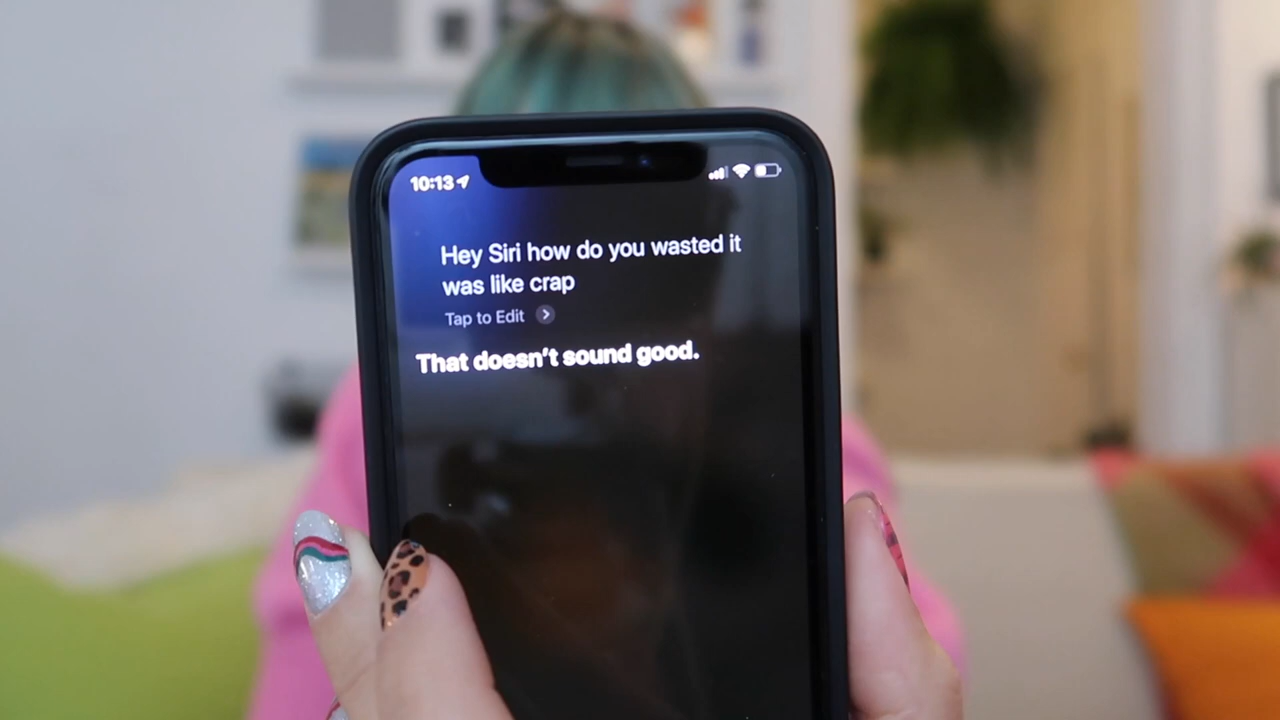 10:13
Hey Siri how do you wasted it
was like crap
Tap to Edit
That doesn't sound good.